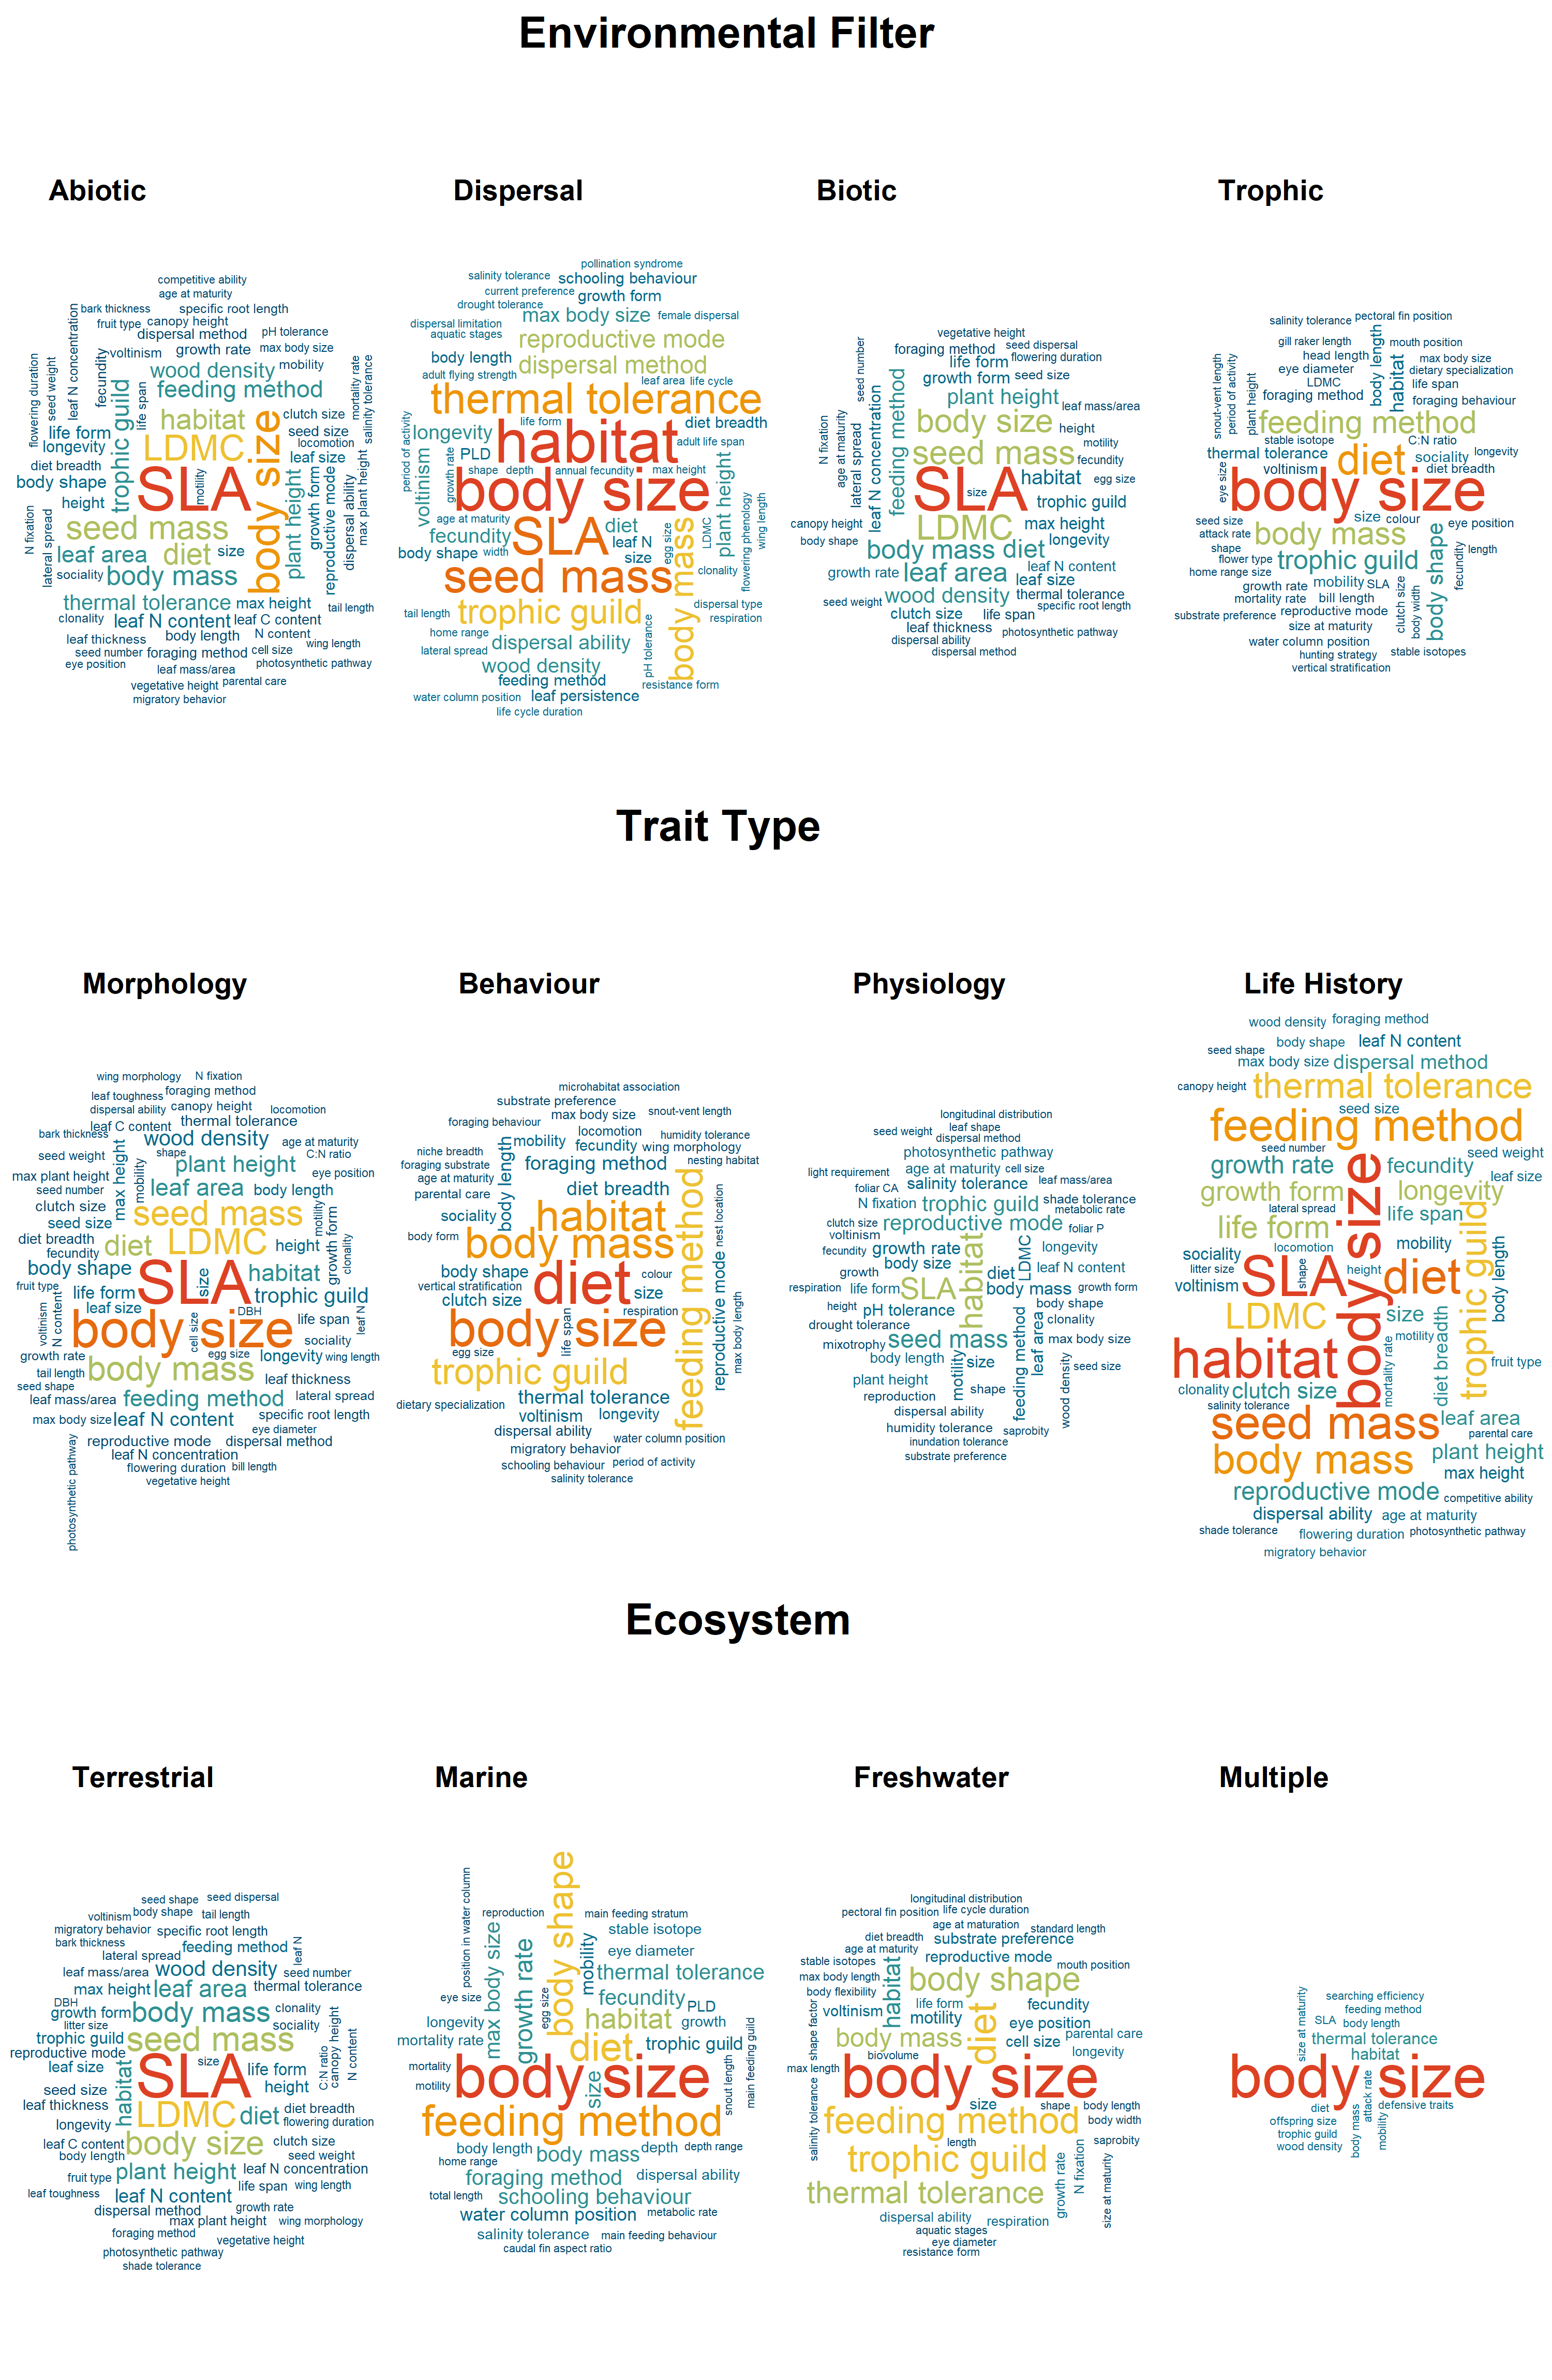 Environmental Filter
Abiotic
competitive ability
age at maturity
bark thickness
specific root length
fruit type
canopy height
dispersal method
pH tolerance
leaf N concentration
fecundity
voltinism
growth rate
max body size
wood density
mobility
flowering duration
seed weight
trophic guild
life span
feeding method
mortality rate
salinity tolerance
habitat
body size
clutch size
life form
longevity
LDMC
seed size
locomotion
leaf size
diet breadth
SLA
motility
body shape
height
plant height
growth form
reproductive mode
dispersal ability
max plant height
N fixation
lateral spread
seed mass
leaf area
diet
size
sociality
body mass
clonality
thermal tolerance
max height
tail length
clonality
leaf N content
leaf C content
leaf thickness
body length
N content
wing length
seed number
foraging method
cell size
eye position
leaf mass/area
photosynthetic pathway
vegetative height
parental care
migratory behavior
Dispersal
pollination syndrome
salinity tolerance
schooling behaviour
current preference
growth form
drought tolerance
max body size
female dispersal
dispersal limitation
aquatic stages
reproductive mode
body length
dispersal method
adult flying strength
leaf area
life cycle
thermal tolerance
period of activity
longevity
life form
habitat
diet breadth
adult life span
voltinism
growth rate
PLD
shape
depth
annual fecundity
max height
body size
plant height
wing length
age at maturity
fecundity
SLA
diet
leaf N
egg size
body mass
LDMC
flowering phenology
body shape
width
size
seed mass
clonality
tail length
trophic guild
dispersal type
respiration
home range
lateral spread
dispersal ability
pH tolerance
wood density
feeding method
resistance form
water column position
leaf persistence
life cycle duration
Biotic
vegetative height
foraging method
seed dispersal
life form
flowering duration
seed number
growth form
seed size
feeding method
plant height
leaf mass/area
N fixation
age at maturity
lateral spread
leaf N concentration
body size
height
motility
seed mass
fecundity
SLA
size
habitat
egg size
trophic guild
canopy height
LDMC
max height
body shape
body mass
diet
longevity
growth rate
leaf area
leaf N content
leaf size
seed weight
wood density
thermal tolerance
clutch size
life span
specific root length
leaf thickness
photosynthetic pathway
dispersal ability
dispersal method
Trophic
salinity tolerance
pectoral fin position
gill raker length
body length
mouth position
head length
habitat
max body size
eye diameter
dietary specialization
snout-vent length
period of activity
plant height
LDMC
life span
foraging method
foraging behaviour
feeding method
stable isotope
C:N ratio
thermal tolerance
diet
sociality
longevity
voltinism
diet breadth
eye size
body size
seed size
size
colour
eye position
attack rate
body mass
body shape
shape
flower type
trophic guild
fecundity
length
home range size
growth rate
mobility
SLA
clutch size
body width
mortality rate
bill length
substrate preference
reproductive mode
size at maturity
water column position
hunting strategy
stable isotopes
vertical stratification
Trait Type
Morphology
wing morphology
N fixation
leaf toughness
foraging method
dispersal ability
canopy height
locomotion
leaf C content
thermal tolerance
bark thickness
wood density
age at maturity
seed weight
max height
shape
plant height
C:N ratio
max plant height
mobility
eye position
seed number
leaf area
body length
clutch size
seed mass
motility
growth form
seed size
diet breadth
diet
LDMC
height
clonality
fecundity
body shape
SLA
size
habitat
fruit type
life form
trophic guild
voltinism
N content
leaf size
DBH
leaf N
body size
cell size
life span
sociality
growth rate
egg size
longevity
wing length
tail length
body mass
leaf thickness
seed shape
leaf mass/area
feeding method
lateral spread
max body size
leaf N content
specific root length
eye diameter
photosynthetic pathway
reproductive mode
dispersal method
leaf N concentration
flowering duration
bill length
vegetative height
Behaviour
microhabitat association
substrate preference
max body size
snout-vent length
foraging behaviour
locomotion
body length
mobility
fecundity
humidity tolerance
wing morphology
niche breadth
foraging substrate
foraging method
nesting habitat
age at maturity
parental care
diet breadth
feeding method
nest location
sociality
habitat
body form
body mass
body shape
diet
colour
reproductive mode
vertical stratification
clutch size
size
life span
respiration
max body length
body size
egg size
trophic guild
dietary specialization
thermal tolerance
voltinism
longevity
dispersal ability
water column position
migratory behavior
schooling behaviour
period of activity
salinity tolerance
Physiology
longitudinal distribution
seed weight
leaf shape
dispersal method
photosynthetic pathway
light requirement
age at maturity
cell size
foliar CA
salinity tolerance
leaf mass/area
N fixation
trophic guild
shade tolerance
metabolic rate
clutch size
reproductive mode
foliar P
voltinism
habitat
LDMC
fecundity
growth rate
longevity
body size
growth
diet
leaf N content
respiration
life form
SLA
body mass
growth form
height
pH tolerance
feeding method
leaf area
body shape
drought tolerance
clonality
mixotrophy
seed mass
max body size
body length
motility
size
wood density
seed size
plant height
shape
reproduction
dispersal ability
humidity tolerance
saprobity
inundation tolerance
substrate preference
Life History
wood density
foraging method
seed shape
body shape
leaf N content
max body size
dispersal method
canopy height
thermal tolerance
seed size
feeding method
seed number
body size
seed weight
growth rate
fecundity
leaf size
growth form
longevity
lateral spread
life form
life span
trophic guild
sociality
locomotion
mobility
body length
litter size
voltinism
SLA
shape
height
diet
LDMC
size
diet breadth
habitat
motility
fruit type
clonality
clutch size
mortality rate
salinity tolerance
seed mass
leaf area
parental care
body mass
plant height
max height
reproductive mode
competitive ability
dispersal ability
age at maturity
shade tolerance
flowering duration
photosynthetic pathway
migratory behavior
Ecosystem
Terrestrial
seed shape
seed dispersal
voltinism
body shape
tail length
migratory behavior
specific root length
bark thickness
lateral spread
feeding method
leaf N
leaf mass/area
wood density
seed number
max height
leaf area
thermal tolerance
DBH
growth form
body mass
clonality
litter size
sociality
C:N ratio
canopy height
N content
trophic guild
seed mass
reproductive mode
leaf size
habitat
SLA
size
life form
height
seed size
leaf thickness
LDMC
diet
diet breadth
flowering duration
longevity
leaf C content
body size
clutch size
body length
seed weight
fruit type
plant height
leaf N concentration
leaf toughness
leaf N content
life span
wing length
dispersal method
growth rate
max plant height
wing morphology
foraging method
vegetative height
photosynthetic pathway
shade tolerance
Marine
position in water column
body shape
reproduction
main feeding stratum
max body size
growth rate
mobility
stable isotope
eye diameter
thermal tolerance
eye size
egg size
fecundity
PLD
longevity
habitat
growth
mortality rate
diet
trophic guild
main feeding guild
mortality
motility
body size
size
snout length
feeding method
body length
body mass
depth
depth range
home range
foraging method
dispersal ability
total length
schooling behaviour
water column position
metabolic rate
salinity tolerance
main feeding behaviour
caudal fin aspect ratio
Freshwater
longitudinal distribution
pectoral fin position
life cycle duration
age at maturation
standard length
diet breadth
substrate preference
age at maturity
reproductive mode
stable isotopes
habitat
mouth position
max body length
body shape
body flexibility
shape factor
voltinism
life form
diet
fecundity
motility
eye position
body mass
cell size
parental care
biovolume
longevity
max length
body size
salinity tolerance
size
shape
body length
feeding method
body width
length
trophic guild
growth rate
N fixation
saprobity
size at maturity
thermal tolerance
dispersal ability
respiration
aquatic stages
eye diameter
resistance form
Multiple
size at maturity
searching efficiency
feeding method
SLA
body length
thermal tolerance
habitat
body size
diet
body mass
attack rate
mobility
defensive traits
offspring size
trophic guild
wood density